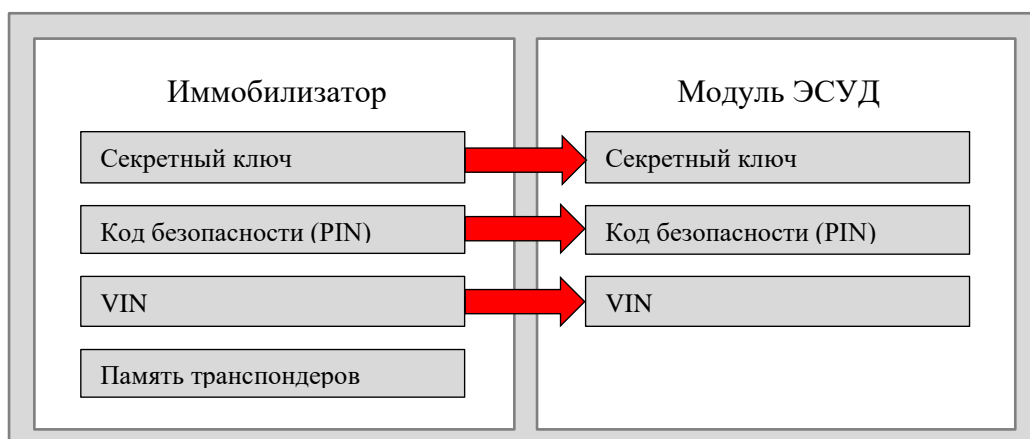 Иммобилизатор
Секретный ключ
Код безопасности (PIN)
VIN
Память транспондеров
Модуль ЭСУД
Секретный ключ
Код безопасности (PIN)
VIN